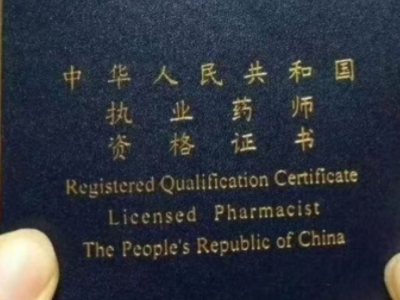 中华人民共和国
执业药师
资格证书
Registered Qualification Certificate
Licensed Pharmacist
The People's Republic of China